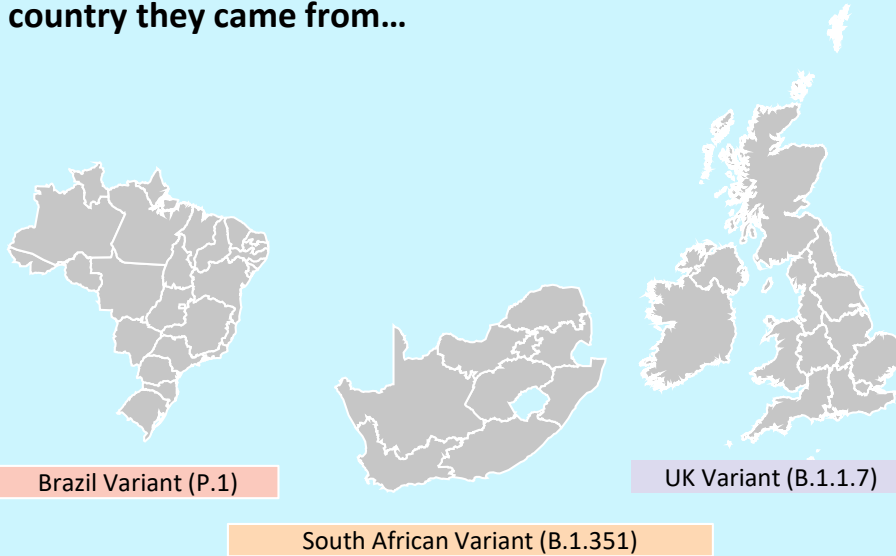 country they came from…
Brazil Variant (P.1)
UK Variant (B.1.1.7)
South African Variant (B.1.351)